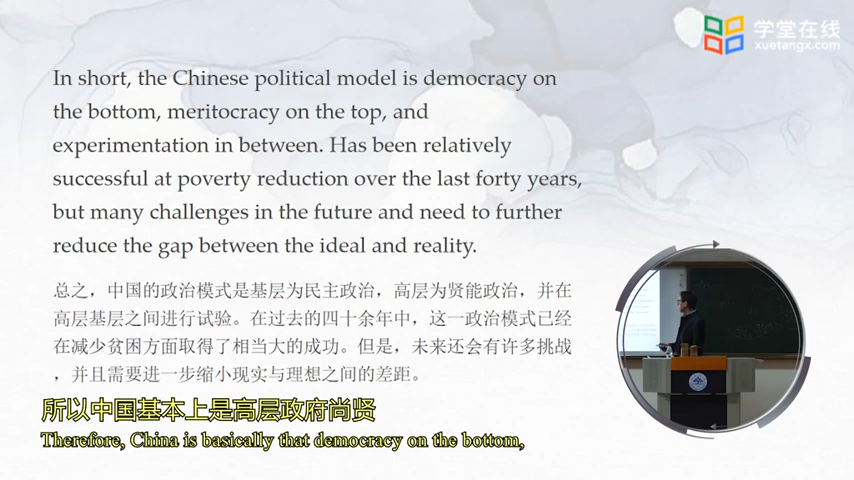 学堂在线
xuetangx.com
In short, the Chinese political model is democracy on
the bottom, meritocracy on the top, and
experimentation in between. Has been relatively
successful at poverty reduction over the last forty years,
but many challenges in the future and need to further
reduce the gap between the ideal and reality.
总之，中国的政治模式是基层为民主政治，高层为贤能政治，并在
高层基层之间进行试验。在过去的四十余年中，这一政治模式已经
在减少贫困方面取得了相当大的成功。但是，未来还会有许多挑战
，并且需要进一步缩小现实与理想之间的差距。
所以中国基本上是高层政府尚贤
Therefore, China is basically that democracy on the bottom,